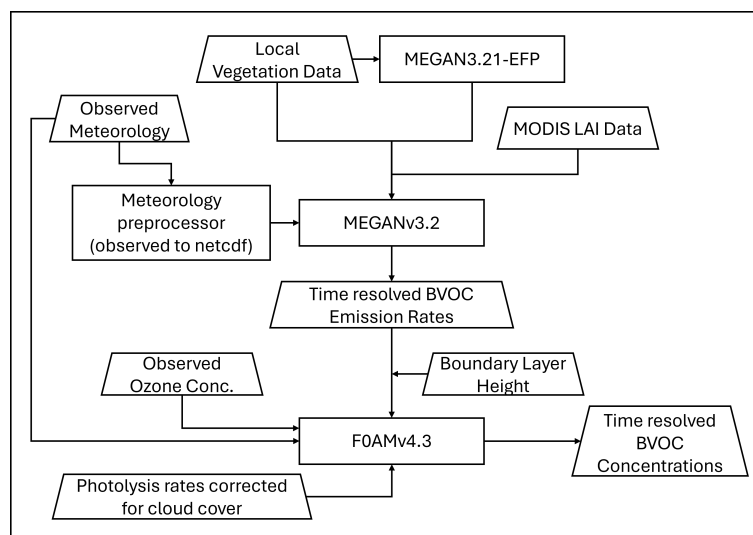 Local
Vegetation Data
MEGAN3.21-EFP
Observed
Meteorology
MODIS LAI Data
Meteorology
preprocessor
(observed to netcdf)
MEGANv3.2
Time resolved BVOC
Emission Rates
Observed
Ozone Conc.
Boundary Layer
Height
F0AMv4.3
Time resolved
BVOC
Concentrations
Photolysis rates corrected
for cloud cover